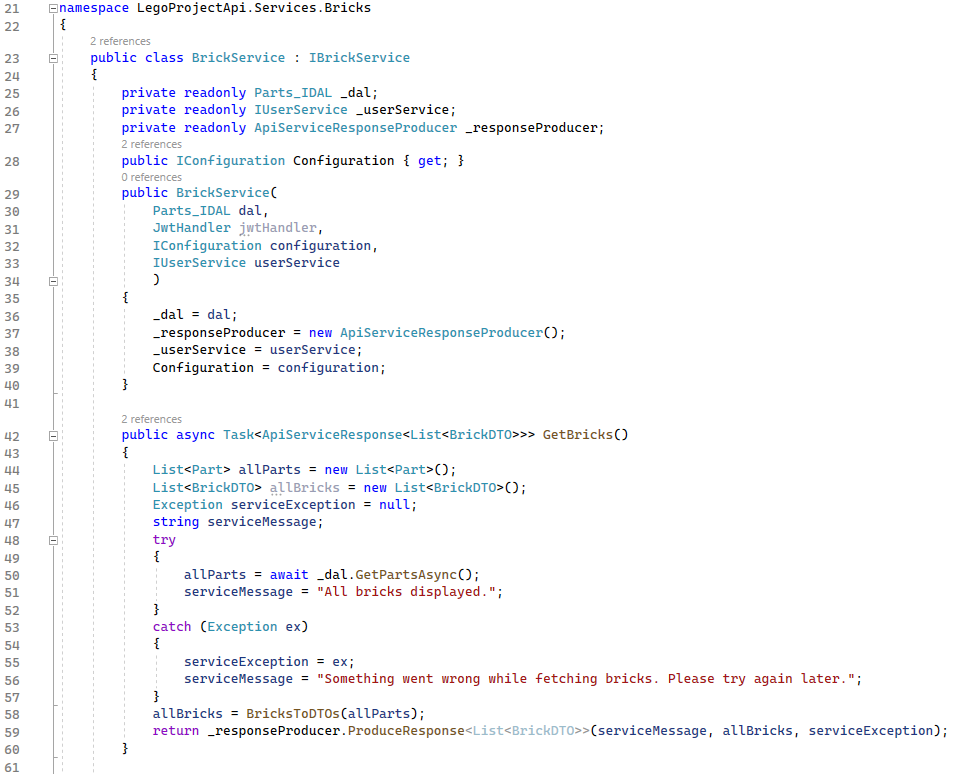 21 namespace LegoProjectApi.Services.Bricks
22 {
2 references
23 public class BrickService : IBrickService
24 {
25 private readonly Parts_IDAL _dal;
26 private readonly IUserService _userService;
27 private readonly ApiServiceResponseProducer _responseProducer;
2 references
28 public IConfiguration Configuration { get; }
0 references
29 public BrickService(
30 Parts_IDAL dal,
31 JwtHandler jwtHandler,
32 IConfiguration configuration,
33 IUserService userService
34 )
35 {
36 _dal = dal;
37 _responseProducer = new ApiServiceResponseProducer();
38 _userService = userService;
39 Configuration = configuration;
40 }
41
2 references
42 public async Task<ApiServiceResponse<List<BrickDTO>>> GetBricks()
43 {
44 List<Part> allParts = new List<Part>();
45 List<BrickDTO> allBricks = new List<BrickDTO>();
46 Exception serviceException = null;
47 string serviceMessage;
48 try
49 {
50 allParts = await _dal.GetPartsAsync();
51 serviceMessage = "All bricks displayed.";
52 }
53 catch (Exception ex)
54 {
55 serviceException = ex;
56 serviceMessage = "Something went wrong while fetching bricks. Please try again later.";
57 }
58 allBricks = BricksToDTOs(allParts);
59 return _responseProducer.ProduceResponse<List<BrickDTO>>(serviceMessage, allBricks, serviceException);
60 }
61